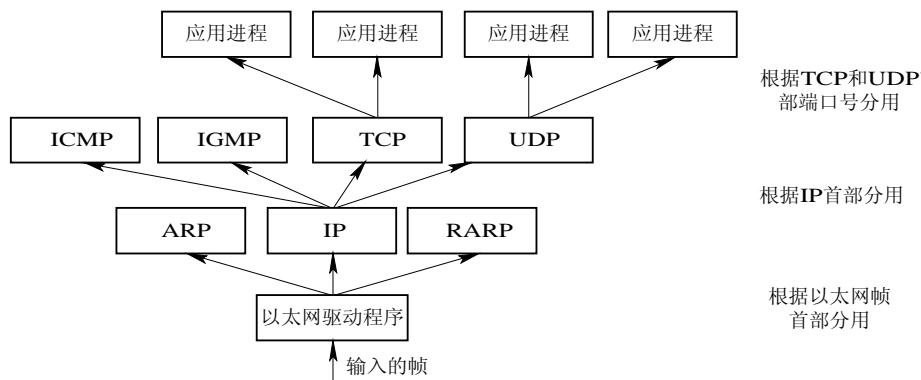 应用进程
应用进程
应用进程
应用进程
根据TCP和UDP
部端口号分用
ICMP
IGMP
TCP
UDP
根据IP首部分用
ARP
IP
RARP
根据以太网帧
首部分用
以太网驱动程序
输入的帧